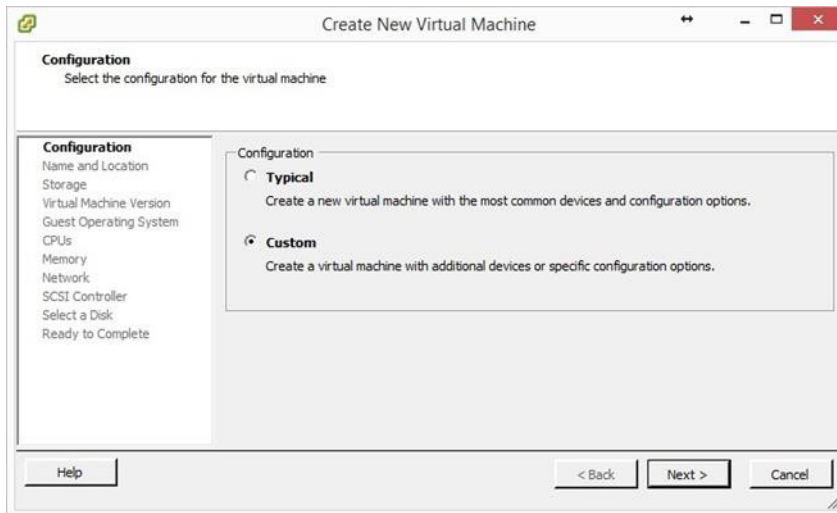 Create New Virtual Machine
Configuration
Select the configuration for the virtual machine
Configuration
Name and Location
Storage
Virtual Machine Version
Guest Operating System
CPUs
Memory
Network
SCSI Controller
Select a Disk
Ready to Complete
Configuration
Typical
Create a new virtual machine with the most common devices and configuration options.
Custom
Create a virtual machine with additional devices or specific configuration options.
Help
< Back
Next >
Cancel